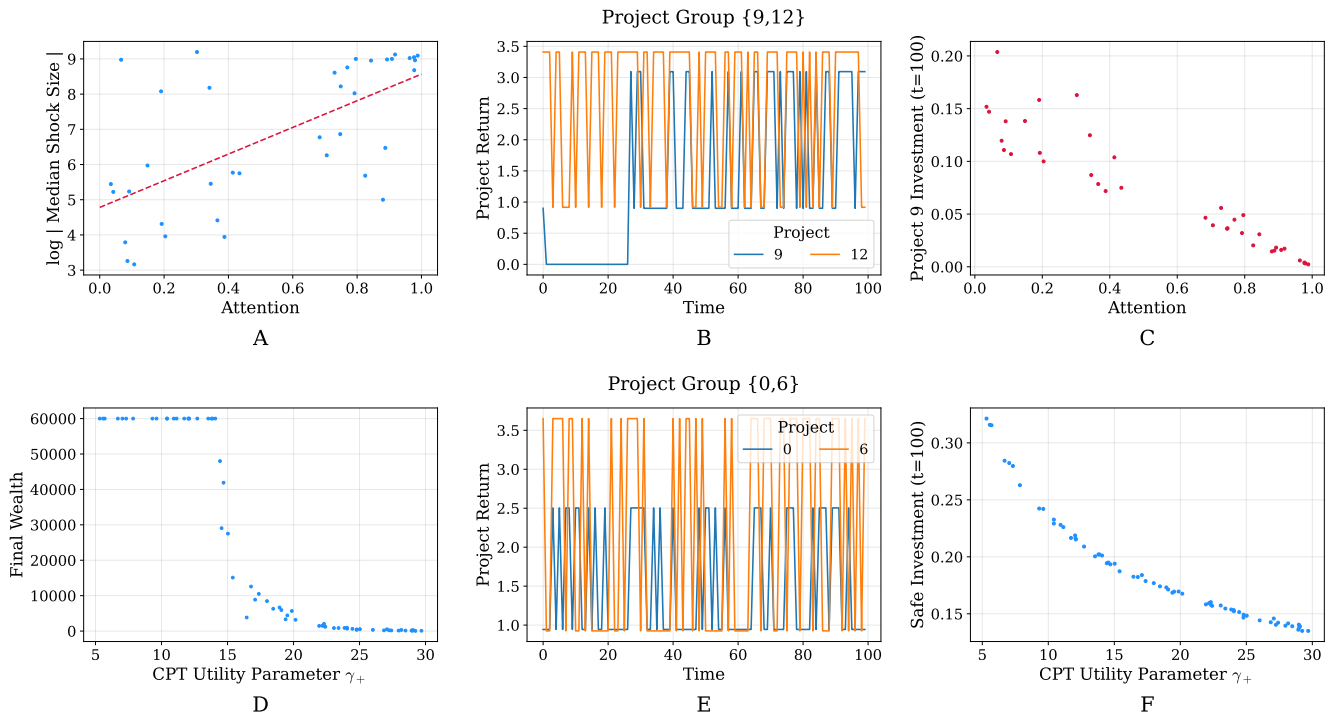 Project Group {9,12}
log | Median Shock Size |
9
8
7
6
5
4
3
0.0 0.2 0.4 0.6 0.8 1.0
Attention
A
Project Return
3.5
3.0
2.5
2.0
1.5
1.0
0.5
0.0
Project
9 12
0 20 40 60 80 100
Time
B
Project 9 Investment (t=100)
0.20
0.15
0.10
0.05
0.00
0.0 0.2 0.4 0.6 0.8 1.0
Attention
C
Project Group {0,6}
Final Wealth
60000
50000
40000
30000
20000
10000
0
5 10 15 20 25 30
CPT Utility Parameter γ₊
D
Project Return
3.5
3.0
2.5
2.0
1.5
1.0
Project
0 6
0 20 40 60 80 100
Time
E
Safe Investment (t=100)
0.30
0.25
0.20
0.15
5 10 15 20 25 30
CPT Utility Parameter γ₊
F